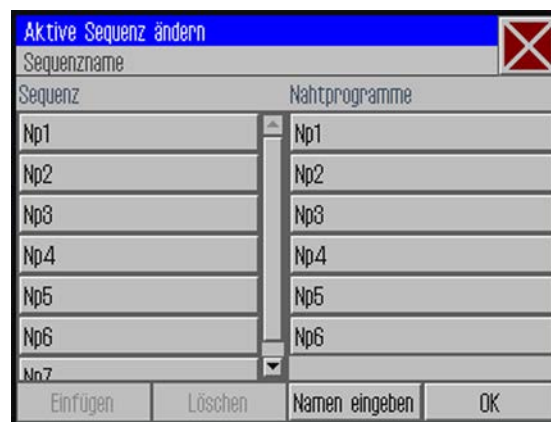 Aktive Sequenz ändern
Sequenzname
Sequenz Nahtprogramme
Np1 Np1
Np2 Np2
Np3 Np3
Np4 Np4
Np5 Np5
Np6 Np6
Np7
Einfügen Löschen Namen eingeben OK